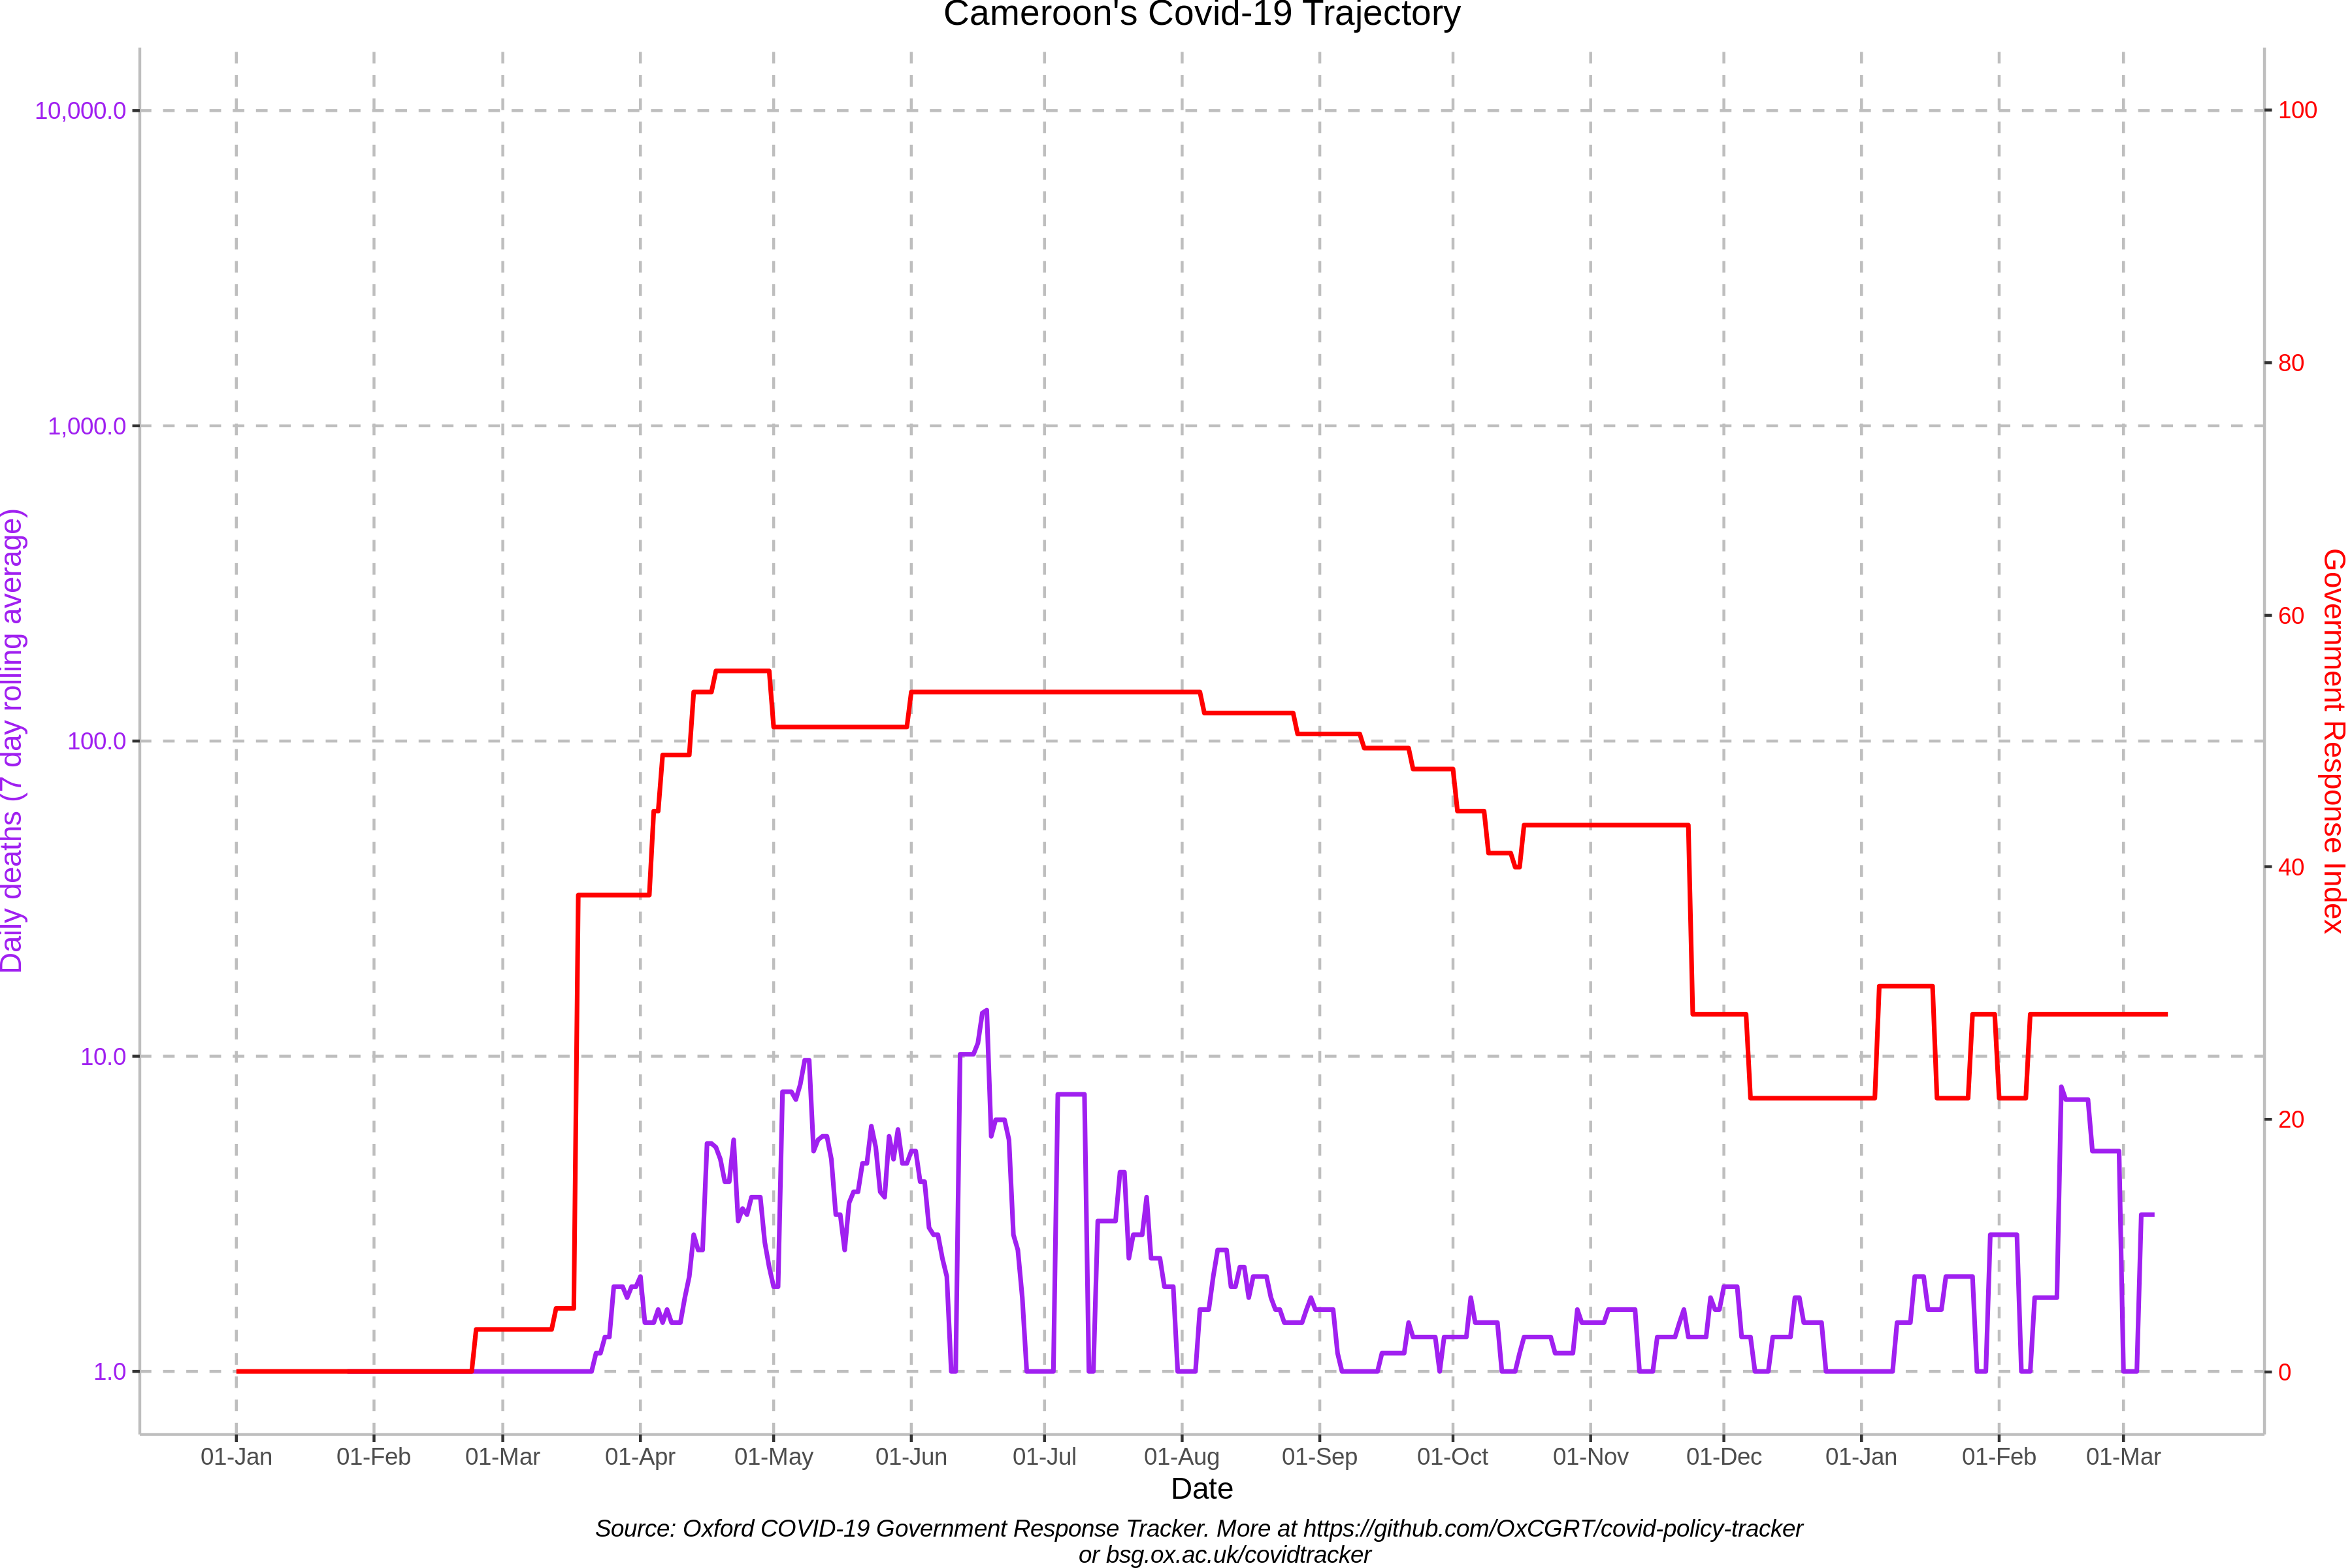 Cameroon's Covid-19 Trajectory
10,000.0
1,000.0
100.0
10.0
1.0
Daily deaths (7 day rolling average)
100
80
60
40
20
0
Government Response Index
01-Jan 01-Feb 01-Mar 01-Apr 01-May 01-Jun 01-Jul 01-Aug 01-Sep 01-Oct 01-Nov 01-Dec 01-Jan 01-Feb 01-Mar
Date
Source: Oxford COVID-19 Government Response Tracker. More at https://github.com/OxCGRT/covid-policy-tracker
or bsg.ox.ac.uk/covidtracker